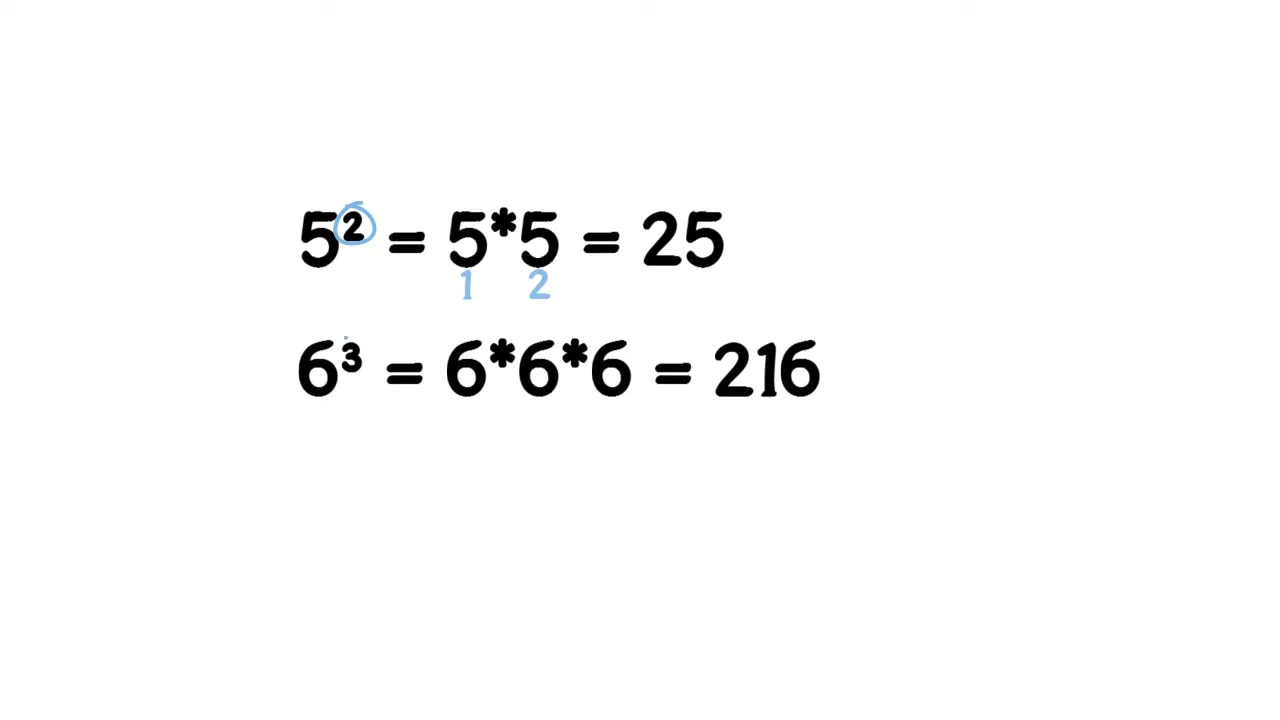 5² = 5*5 = 25
1 2
6³ = 6*6*6 = 216